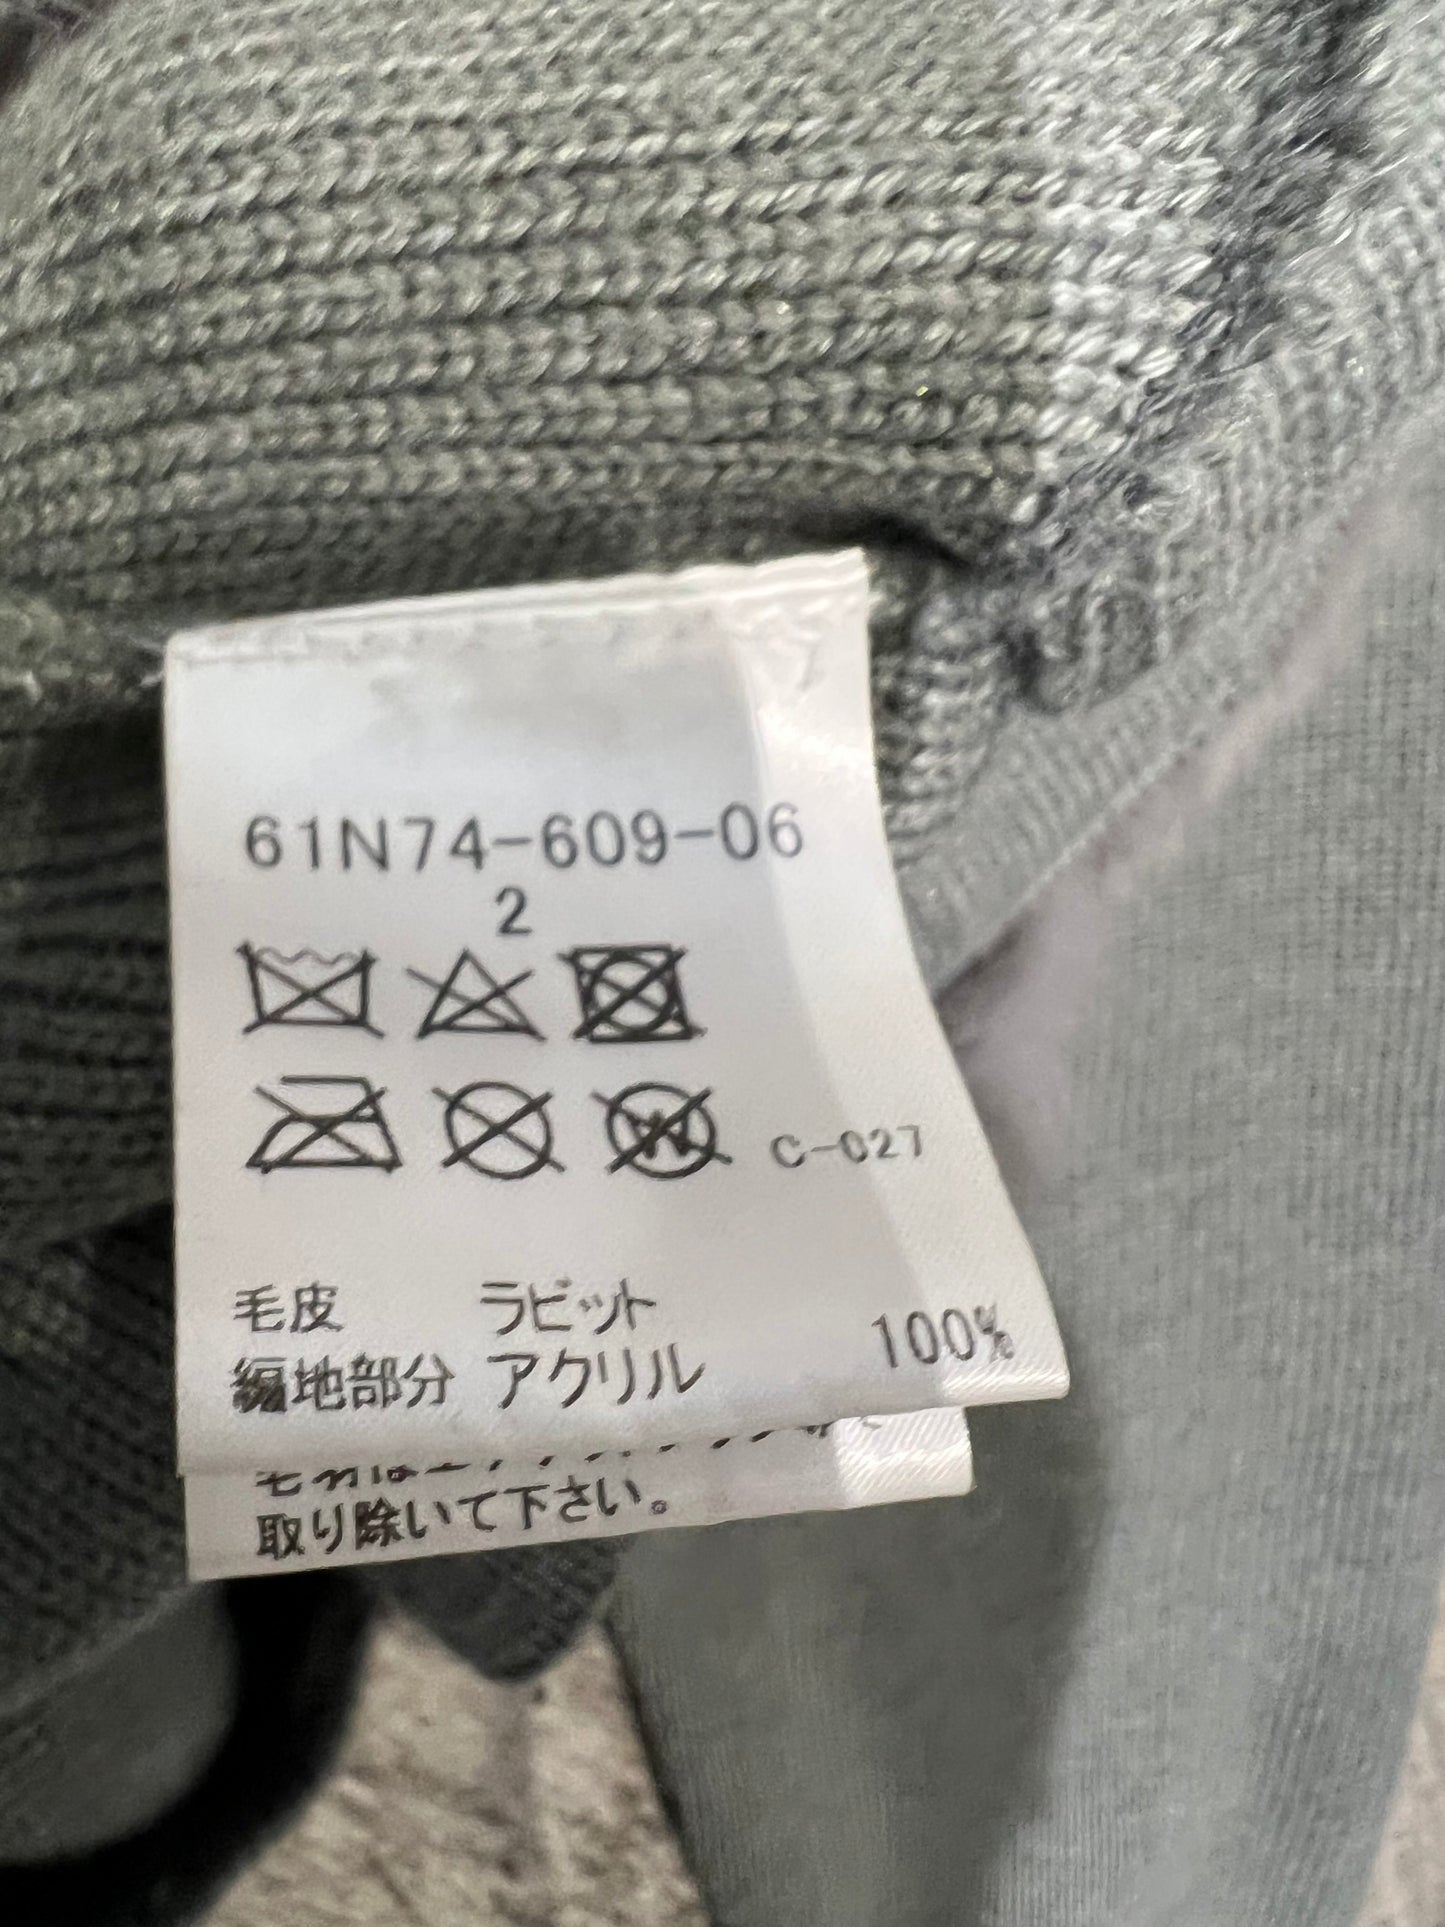 61N74-609-06
2
W
C-027
毛皮 ラビット
編地部分 アクリル 100%
取り除いて下さい。